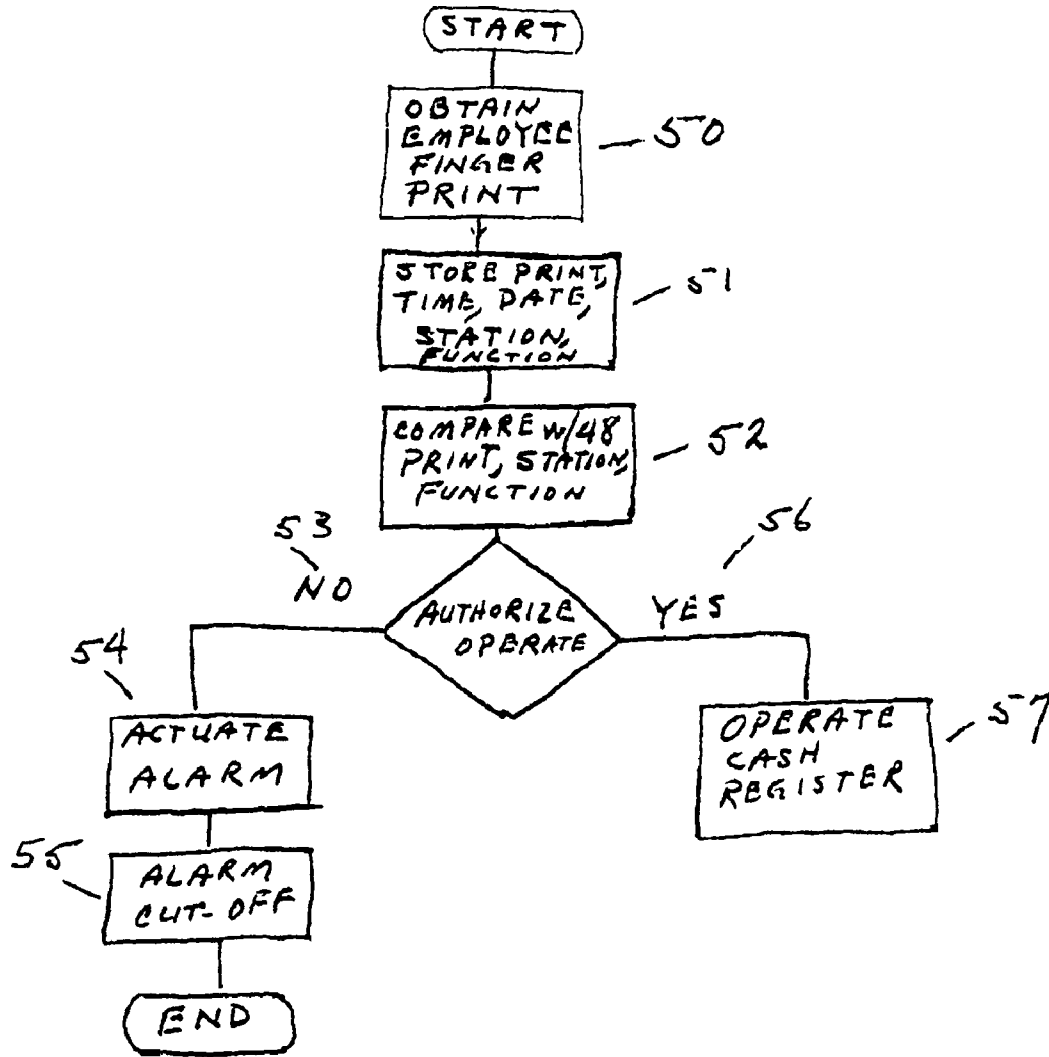 START
OBTAIN
EMPLOYEE
FINGER
PRINT
50
STORE PRINT,
TIME, DATE,
STATION,
FUNCTION
51
COMPARE W/48
PRINT, STATION,
FUNCTION
52
53
NO
56
YES
AUTHORIZE
OPERATE
54
ACTUATE
ALARM
OPERATE
CASH
REGISTER
57
55
ALARM
CUT-OFF
END